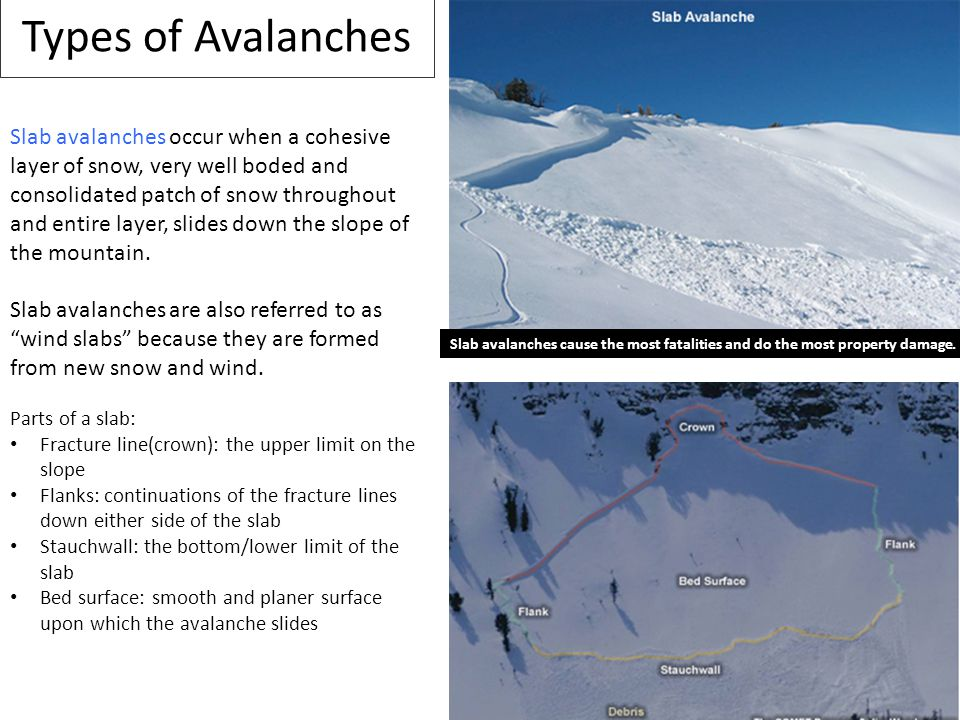 Types of Avalanches
Slab avalanches occur when a cohesive
layer of snow, very well boded and
consolidated patch of snow throughout
and entire layer, slides down the slope of
the mountain.
Slab avalanches are also referred to as
“wind slabs” because they are formed
from new snow and wind.
Parts of a slab:
• Fracture line(crown): the upper limit on the
slope
• Flanks: continuations of the fracture lines
down either side of the slab
• Stauchwall: the bottom/lower limit of the
slab
• Bed surface: smooth and planer surface
upon which the avalanche slides
Slab Avalanche
Slab avalanches cause the most fatalities and do the most property damage.
Crown
Flank
Bed Surface
Flank
Stauchwall
Debris